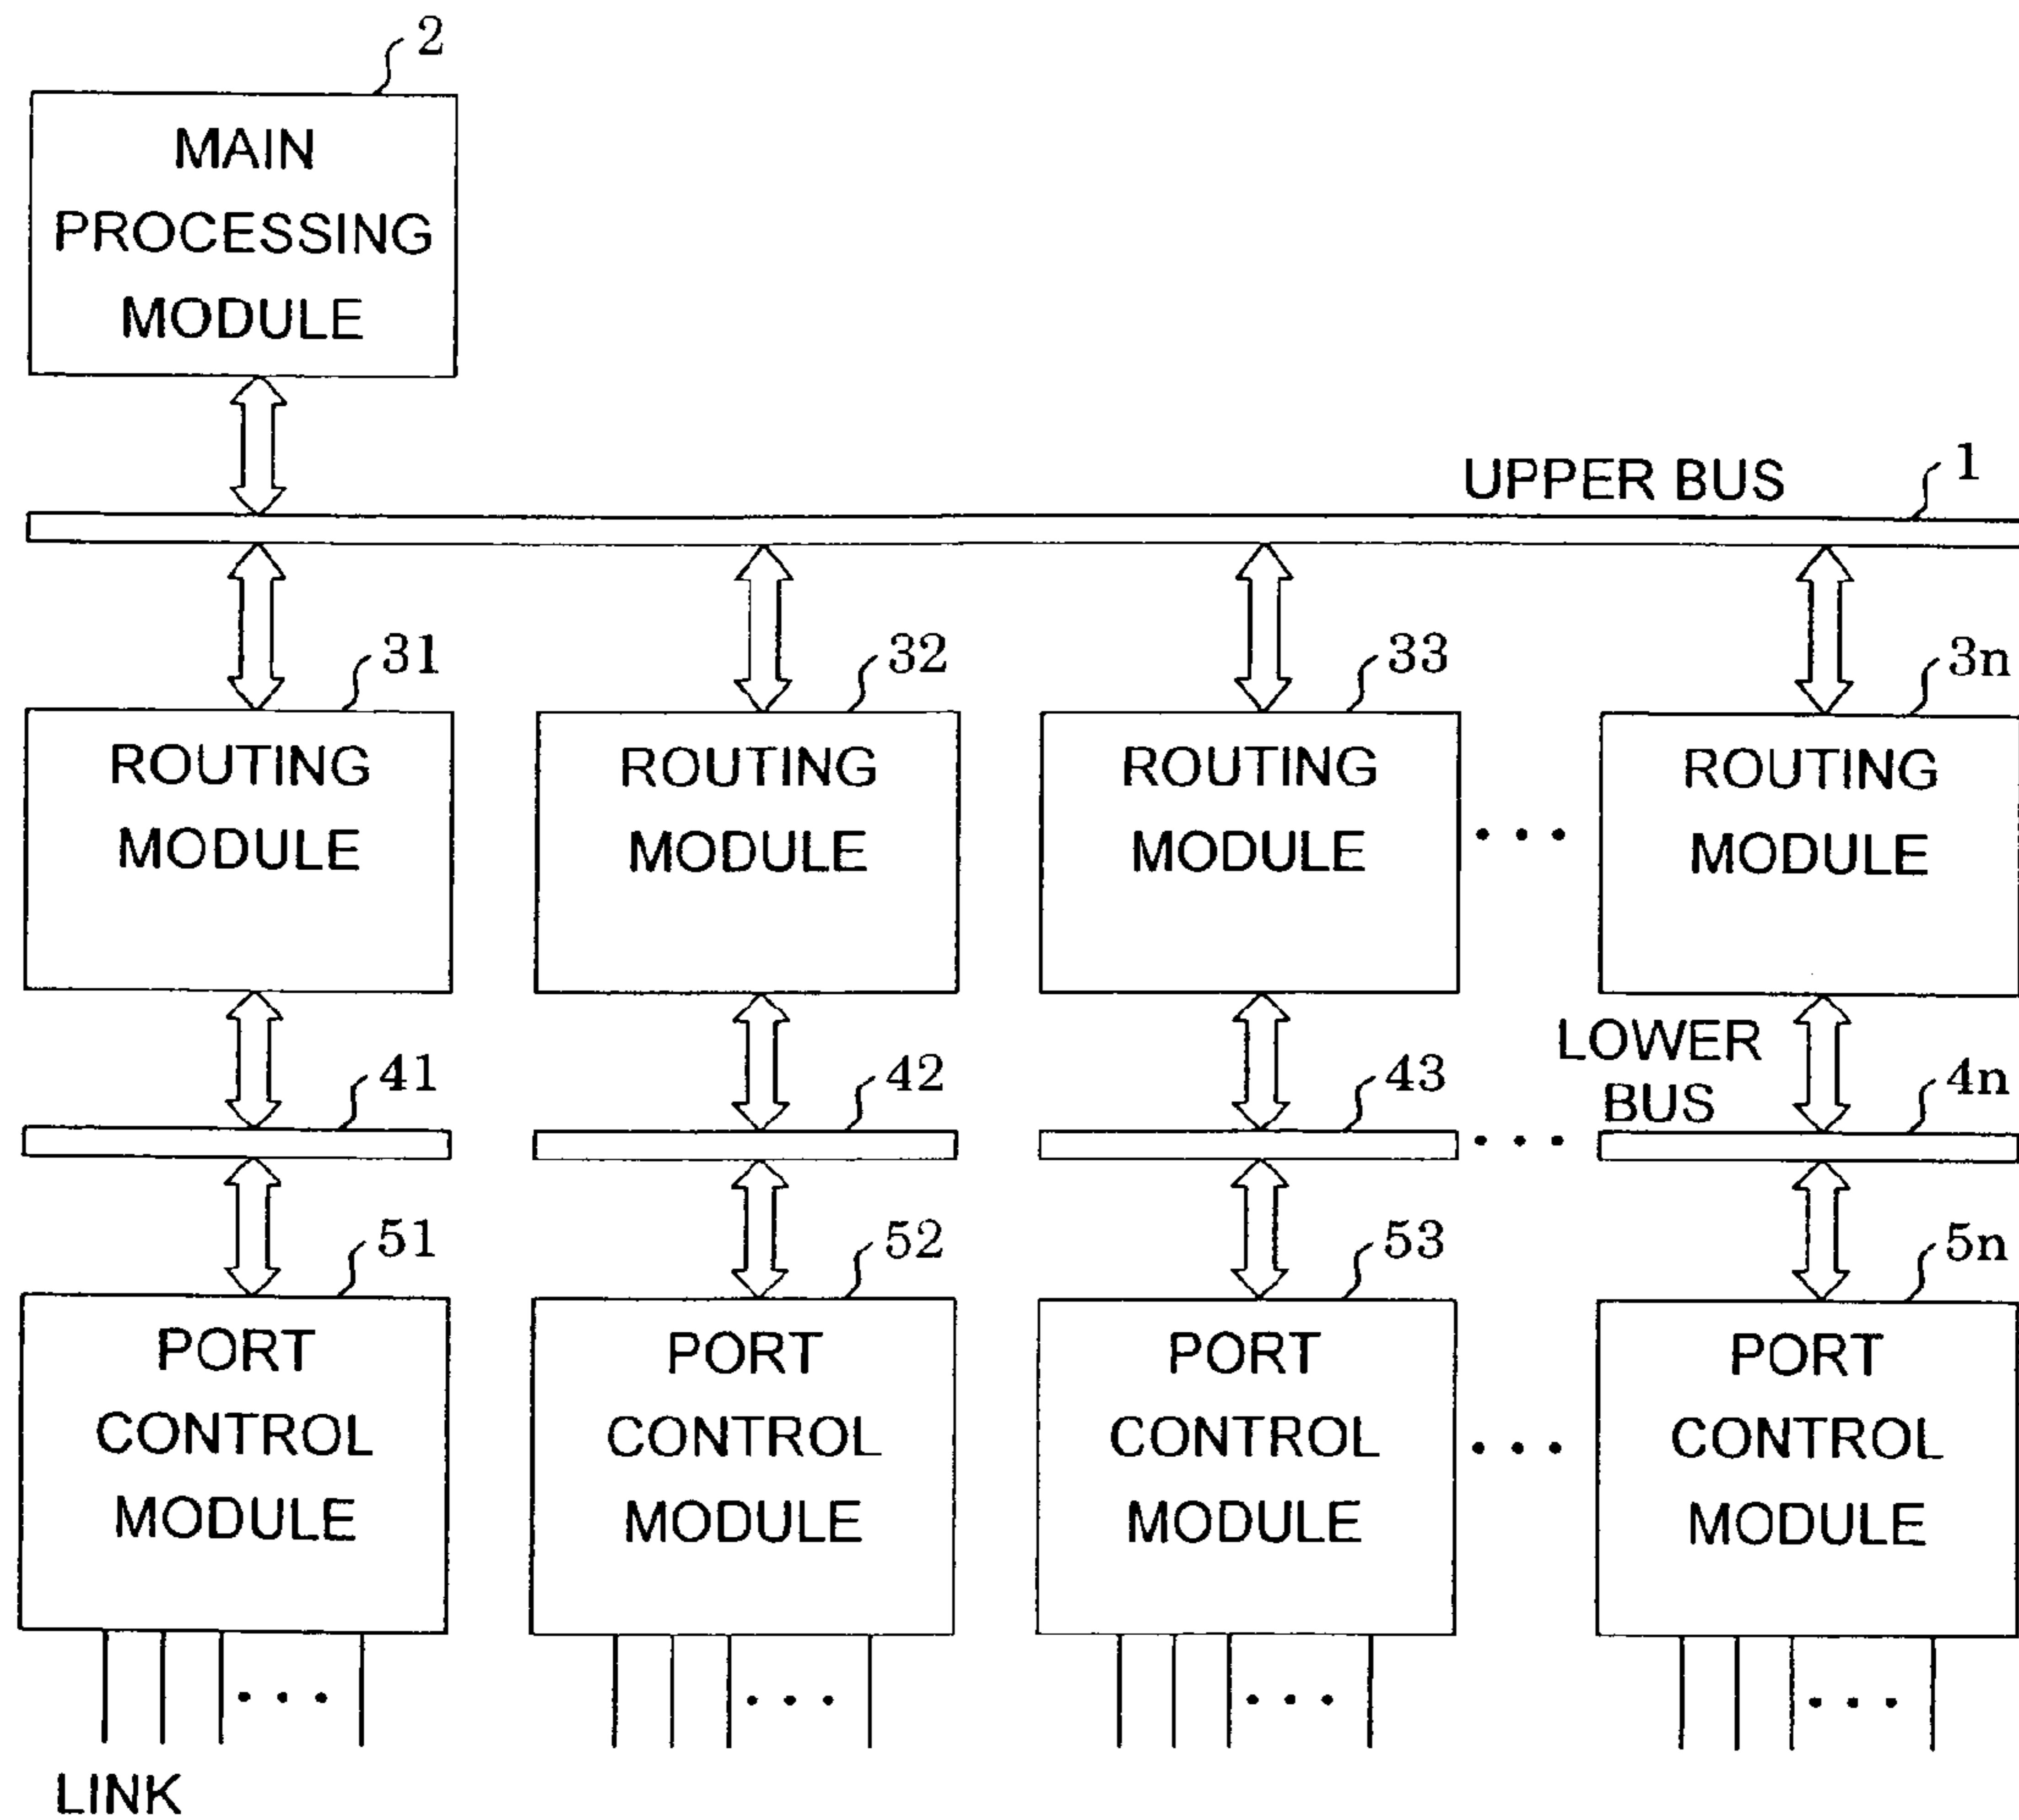 2
MAIN
PROCESSING
MODULE
UPPER BUS
1
31
32
33
3n
ROUTING
MODULE
ROUTING
MODULE
ROUTING
MODULE
• • •
ROUTING
MODULE
LOWER
BUS
41
42
43
• • •
4n
51
52
53
5n
PORT
CONTROL
MODULE
PORT
CONTROL
MODULE
PORT
CONTROL
MODULE
• • •
PORT
CONTROL
MODULE
• • •
• • •
• • •
• • •
LINK